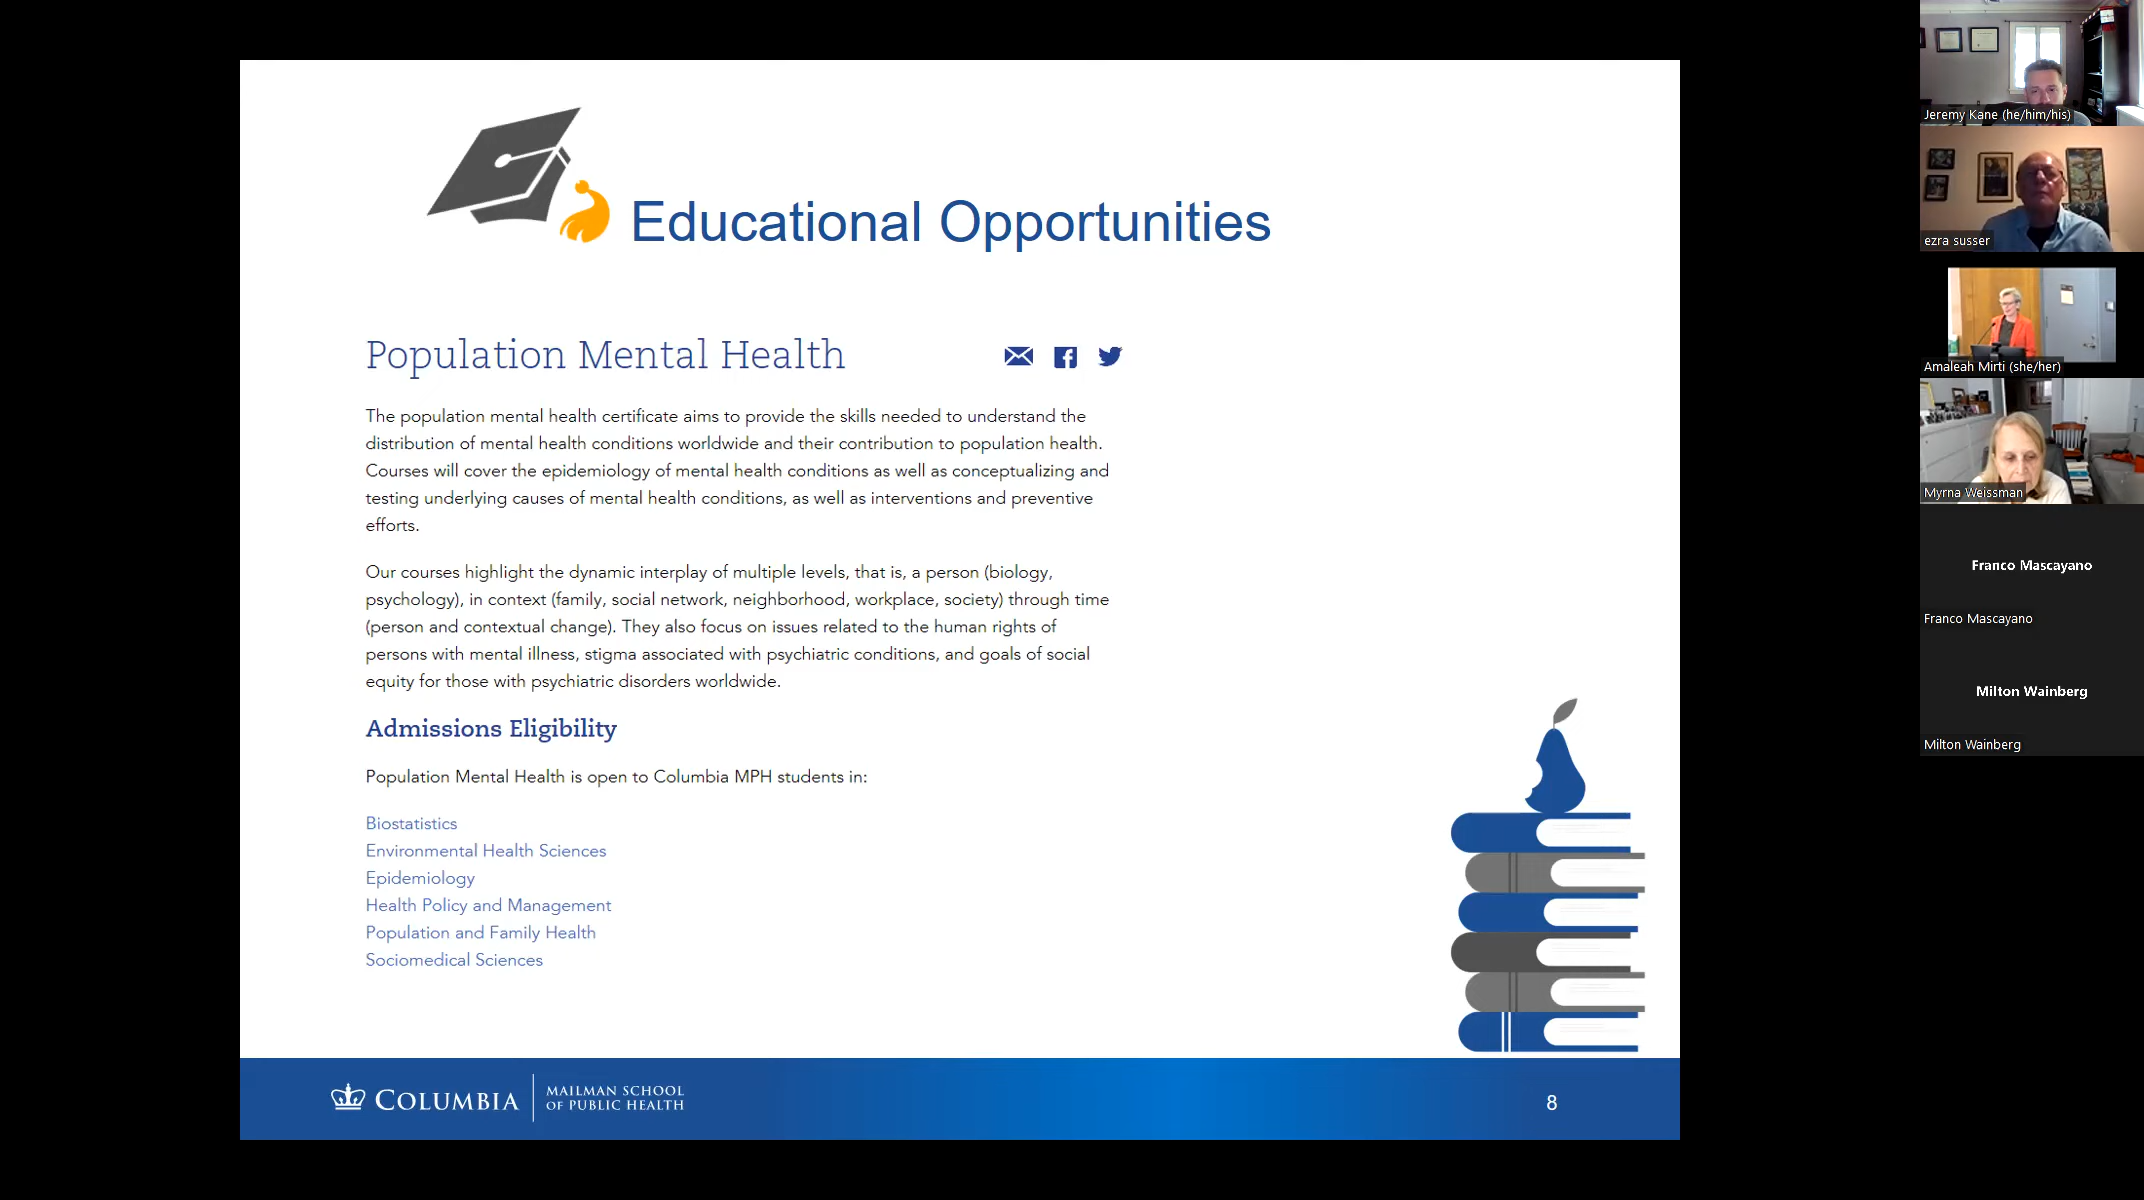 Educational Opportunities
Population Mental Health
The population mental health certificate aims to provide the skills needed to understand the
distribution of mental health conditions worldwide and their contribution to population health.
Courses will cover the epidemiology of mental health conditions as well as conceptualizing and
testing underlying causes of mental health conditions, as well as interventions and preventive
efforts.
Our courses highlight the dynamic interplay of multiple levels, that is, a person (biology,
psychology), in context (family, social network, neighborhood, workplace, society) through time
(person and contextual change). They also focus on issues related to the human rights of
persons with mental illness, stigma associated with psychiatric conditions, and goals of social
equity for those with psychiatric disorders worldwide.
Admissions Eligibility
Population Mental Health is open to Columbia MPH students in:
Biostatistics
Environmental Health Sciences
Epidemiology
Health Policy and Management
Population and Family Health
Sociomedical Sciences
COLUMBIA
MAILMAN SCHOOL
OF PUBLIC HEALTH
8
Jeremy Kane (he/him/his)
ezra susser
Amaleah Mirti (she/her)
Myrna Weissman
Franco Mascayano
Franco Mascayano
Milton Wainberg
Milton Wainberg